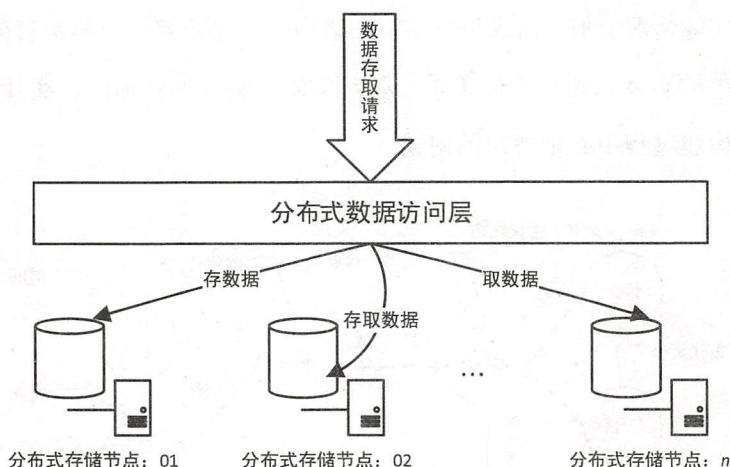 数据存取请求
分布式数据访问层
存数据
取数据
存取数据
…
分布式存储节点：01
分布式存储节点：02
分布式存储节点：n